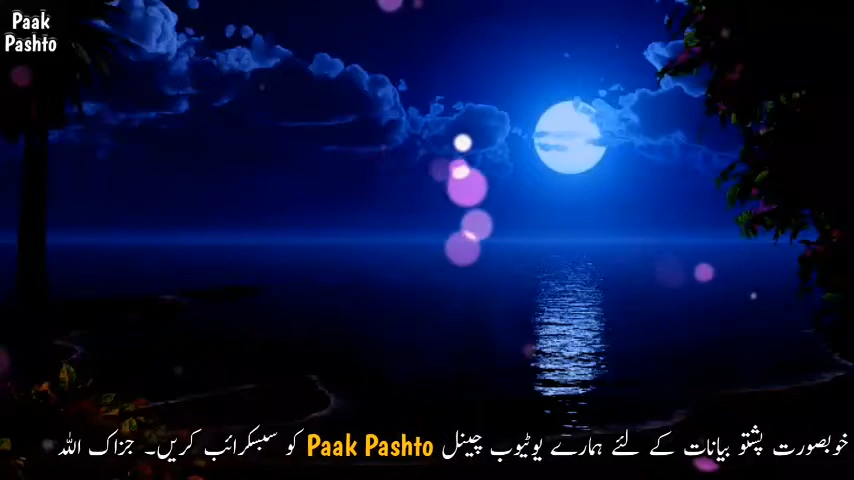 Paak
Pashto
خوبصورت پشتو بیانات کے لئے ہمارے یوٹیوب چینل Paak Pashto کو سبسکرائب کریں۔ جزاک اللہ